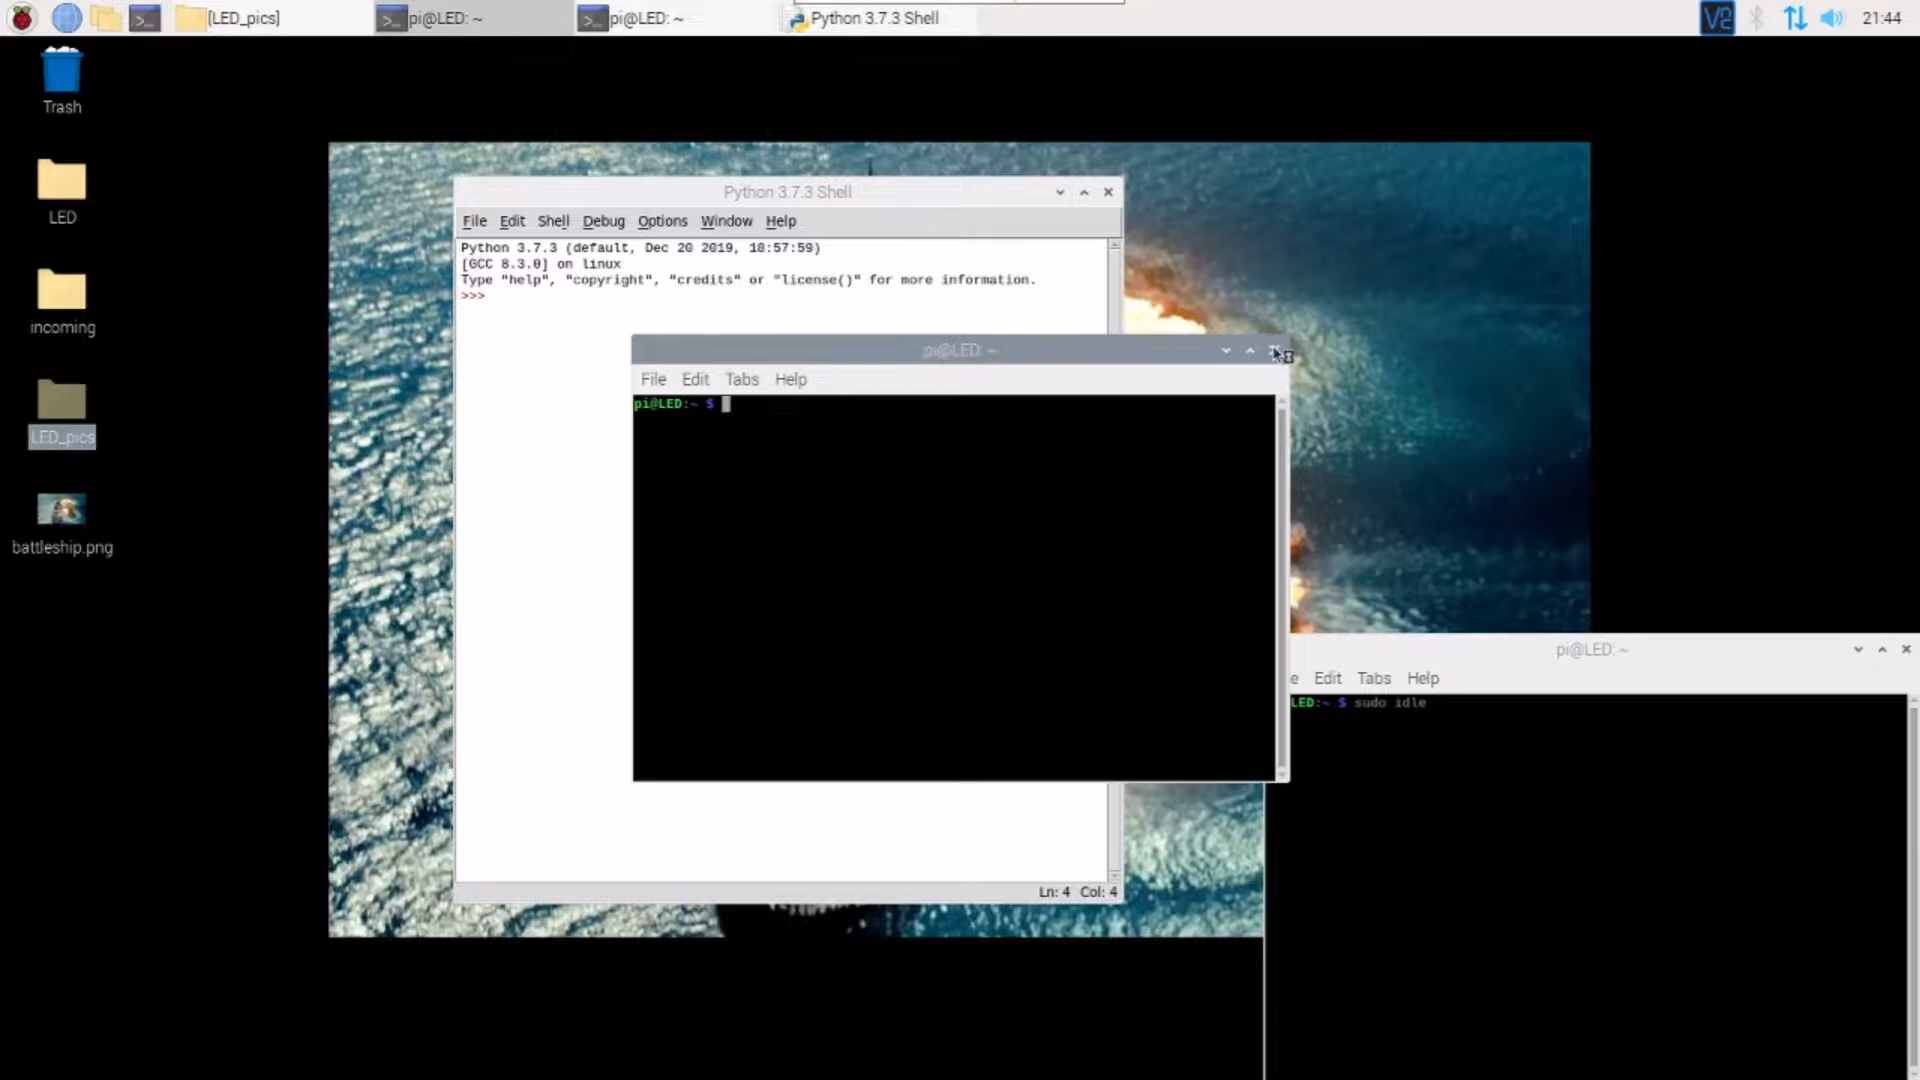 [LED_pics]
pi@LED: ~
pi@LED: ~
Python 3.7.3 Shell
21:44
Trash
LED
incoming
LED_pics
battleship.png
Python 3.7.3 Shell
File Edit Shell Debug Options Window Help
Python 3.7.3 (default, Dec 20 2019, 18:57:59)
[GCC 8.3.0] on linux
Type "help", "copyright", "credits" or "license()" for more information.
>>>
Ln: 4 Col: 4
pi@LED: ~
File Edit Tabs Help
pi@LED:~ $
pi@LED: ~
e Edit Tabs Help
LED:~ $ sudo idle